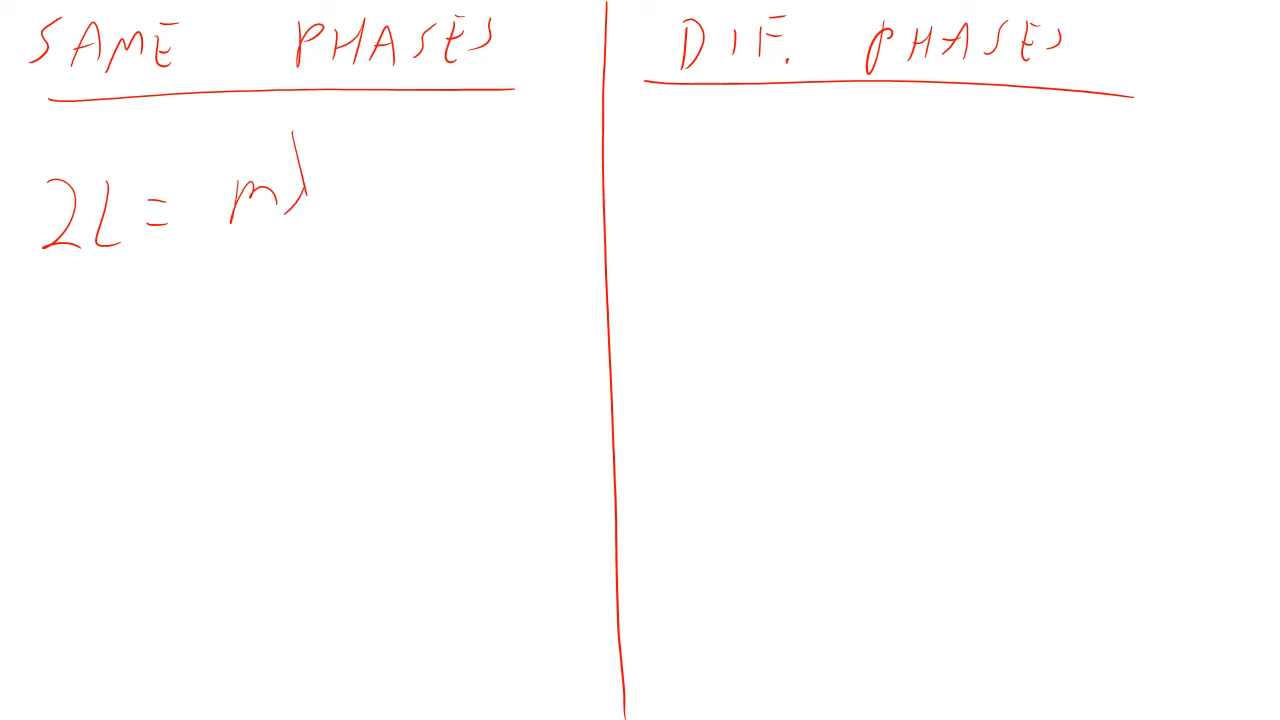 SAME PHASES
DIF. PHASES
2L = mλ